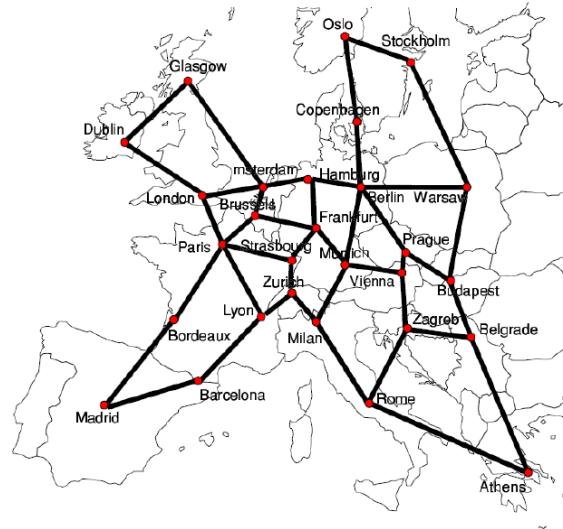 Oslo
Stockholm
Glasgow
Copenhagen
Dublin
msterdam
Hamburg
London
Brussels
Berlin
Warsaw
Frankfurt
Paris
Strasbourg
Munich
Prague
Zurich
Vienna
Budapest
Lyon
Zagreb
Bordeaux
Milan
Belgrade
Barcelona
Rome
Madrid
Athens